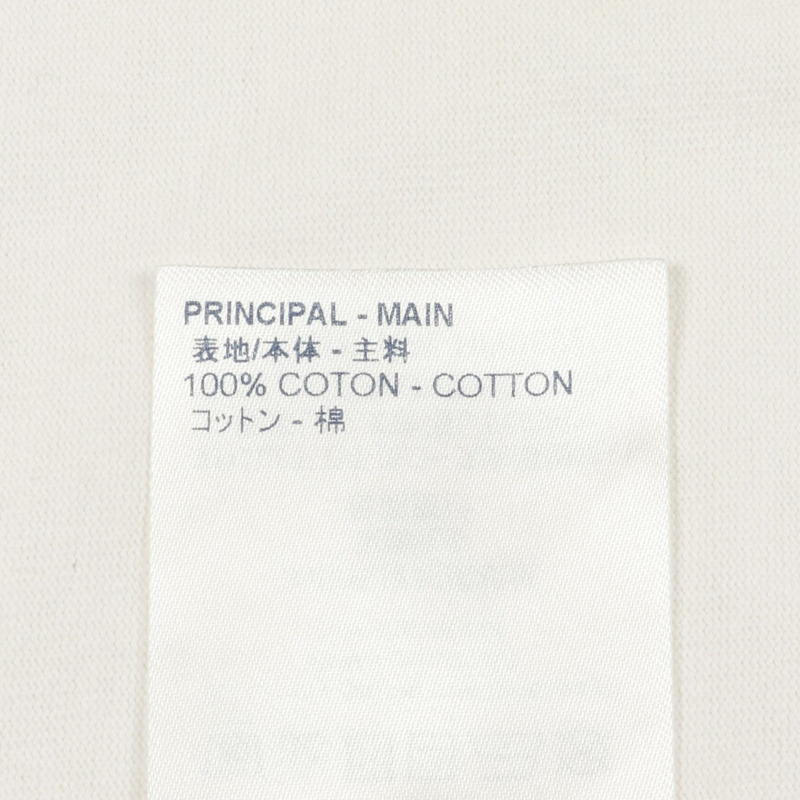 PRINCIPAL - MAIN
表地/本体 - 主料
100% COTON - COTTON
コットン - 棉